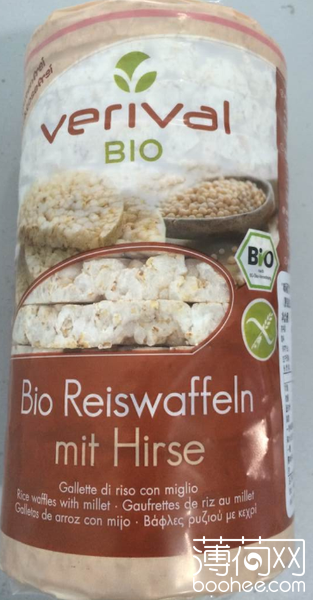 verival
BIO
BiO
Bio Reiswaffeln
mit Hirse
Gallette di riso con miglio
Rice waffles with millet · Gaufrettes de riz au millet
Galletas de arroz con mijo · Βάφλες ρυζιού με κεχρί
薄荷网
boohee.com